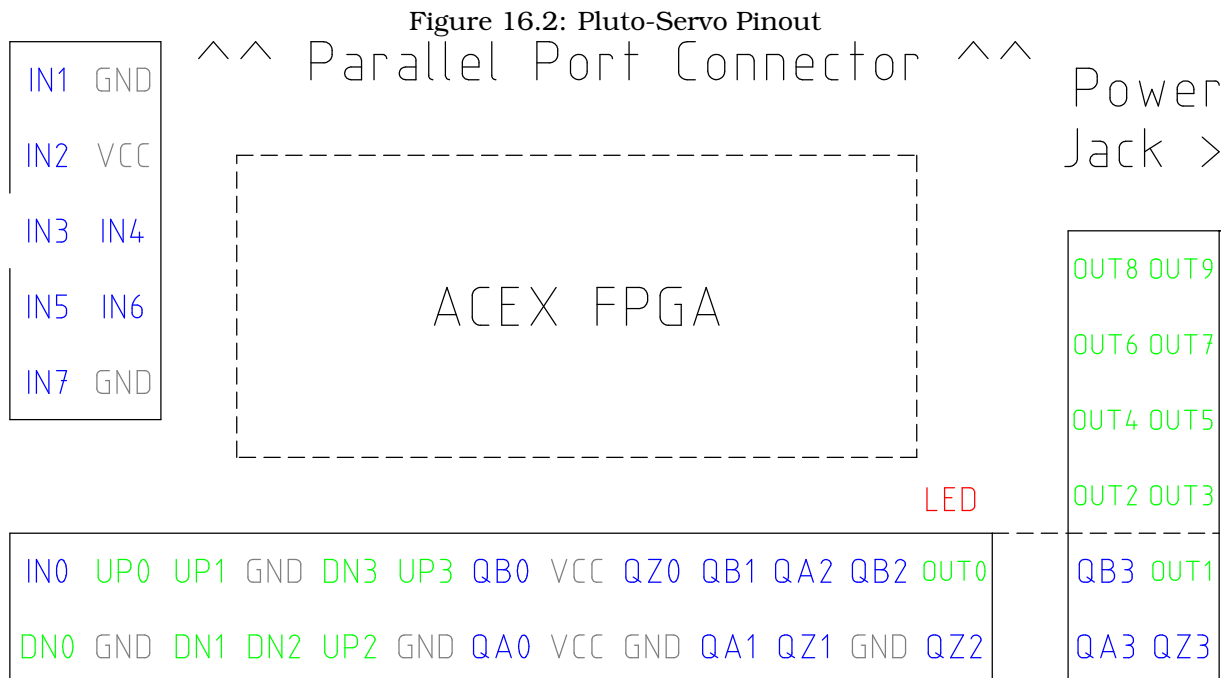 Figure 16.2: Pluto-Servo Pinout
^^ Parallel Port Connector ^^
IN1 GND
Power
IN2 VCC
Jack >
IN3 IN4
OUT8 OUT9
IN5 IN6
ACEX FPGA
OUT6 OUT7
IN7 GND
OUT4 OUT5
LED
OUT2 OUT3
IN0 UP0 UP1 GND DN3 UP3 QB0 VCC QZ0 QB1 QA2 QB2 OUT0
QB3 OUT1
DN0 GND DN1 DN2 UP2 GND QA0 VCC GND QA1 QZ1 GND QZ2
QA3 QZ3